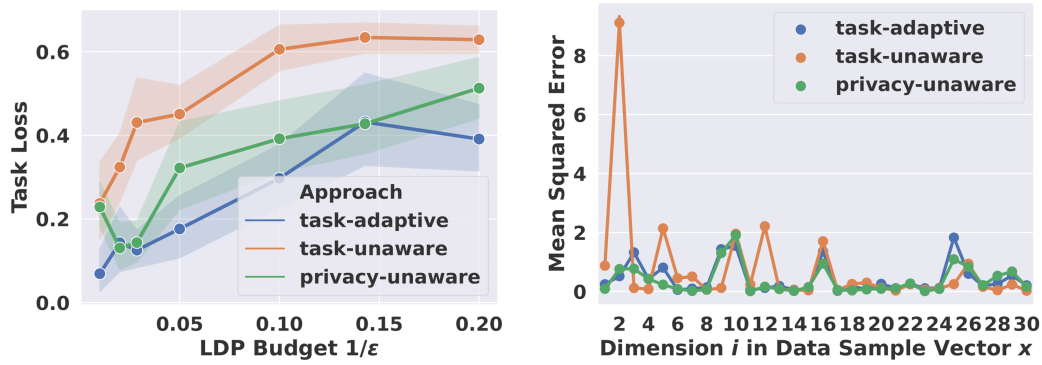 Task Loss
0.6
0.4
0.2
0.0
0.05
0.10
0.15
0.20
LDP Budget 1/ε
Approach
task-adaptive
task-unaware
privacy-unaware
Mean Squared Error
8
6
4
2
0
2 4 6 8 10 12 14 16 18 20 22 24 26 28 30
Dimension i in Data Sample Vector x
task-adaptive
task-unaware
privacy-unaware